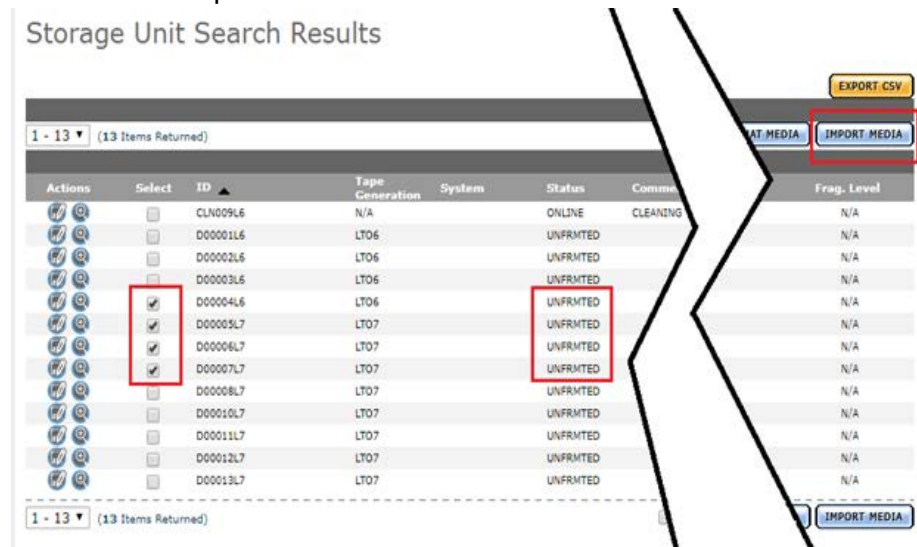 Storage Unit Search Results
EXPORT CSV
1 - 13 (13 Items Returned) MAT MEDIA IMPORT MEDIA
Actions Select ID Tape Generation System Status Comme Frag. Level
CLN009L6 N/A ONLINE CLEANING N/A
D00001L6 LTO6 UNFRMTED N/A
D00002L6 LTO6 UNFRMTED N/A
D00003L6 LTO6 UNFRMTED N/A
D00004L6 LTO6 UNFRMTED N/A
D00005L7 LTO7 UNFRMTED N/A
D00006L7 LTO7 UNFRMTED N/A
D00007L7 LTO7 UNFRMTED N/A
D00008L7 LTO7 UNFRMTED N/A
D00010L7 LTO7 UNFRMTED N/A
D00011L7 LTO7 UNFRMTED N/A
D00012L7 LTO7 UNFRMTED N/A
D00013L7 LTO7 UNFRMTED N/A
1 - 13 (13 Items Returned) IMPORT MEDIA